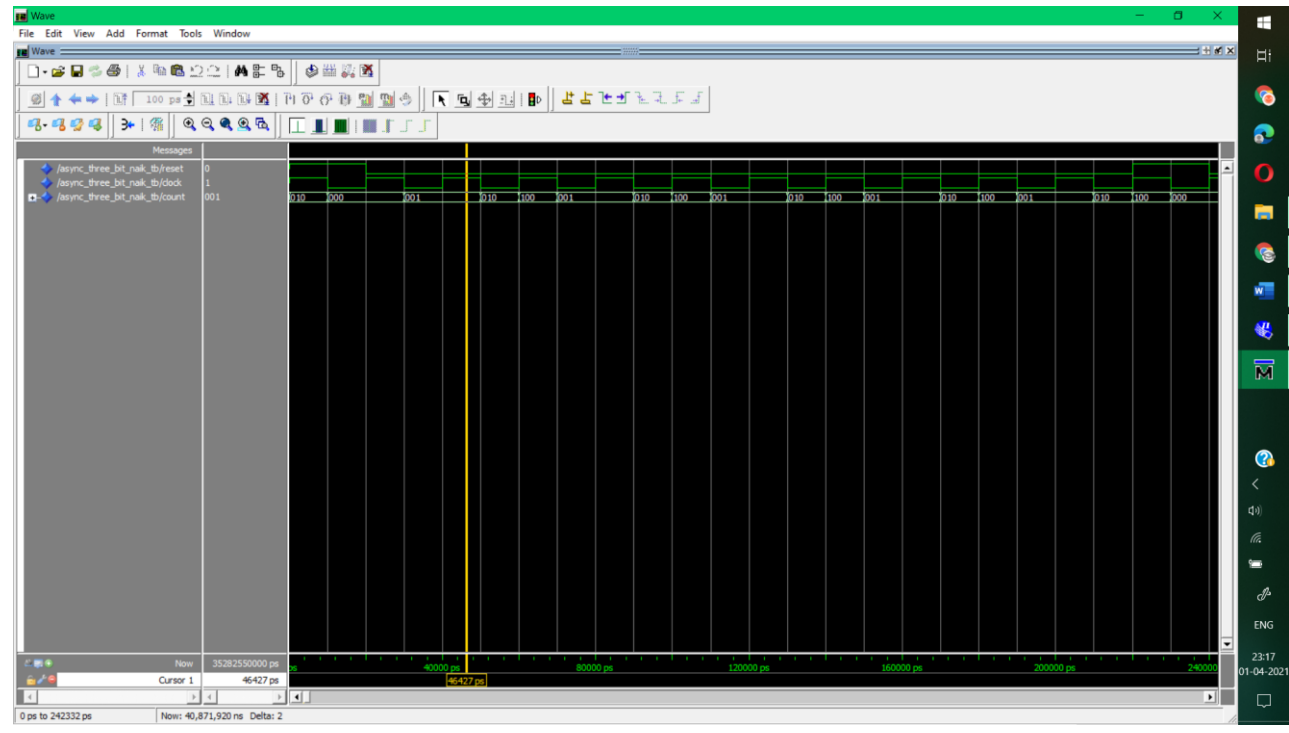 Wave
File Edit View Add Format Tools Window
Wave
100 ps
Messages
/async_three_bit_naik_tb/reset 0
/async_three_bit_naik_tb/clock 1
/async_three_bit_naik_tb/count 001 010 000 001 010 100 001 010 100 001 010 100 001 010 100 001 010 100 000
Now 35282550000 ps ps 40000 ps 80000 ps 120000 ps 160000 ps 200000 ps 240000
Cursor 1 46427 ps 46427 ps
0 ps to 242332 ps Now: 40,871,920 ns Delta: 2
ENG
23:17
01-04-2021